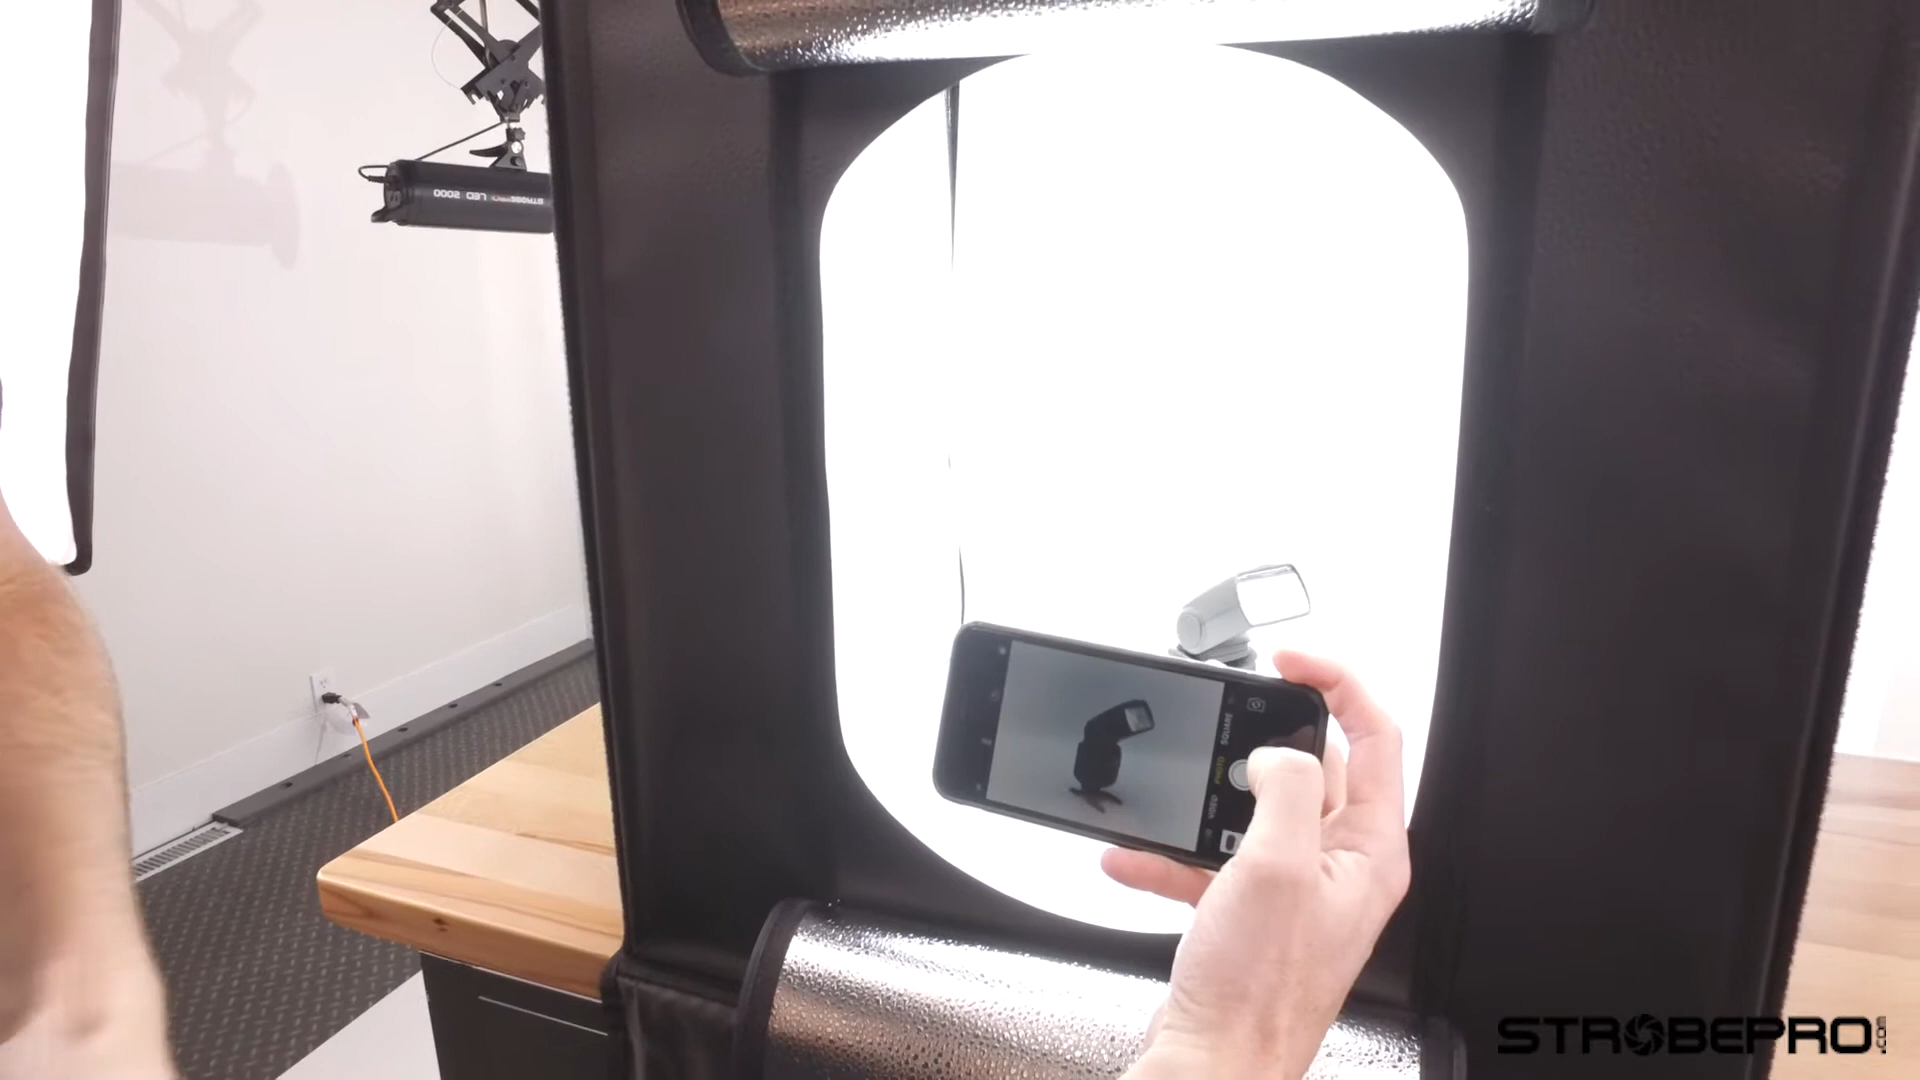 STROBEPRO LED 2000
SQUARE
PHOTO
VIDEO
STROBEPRO.COM